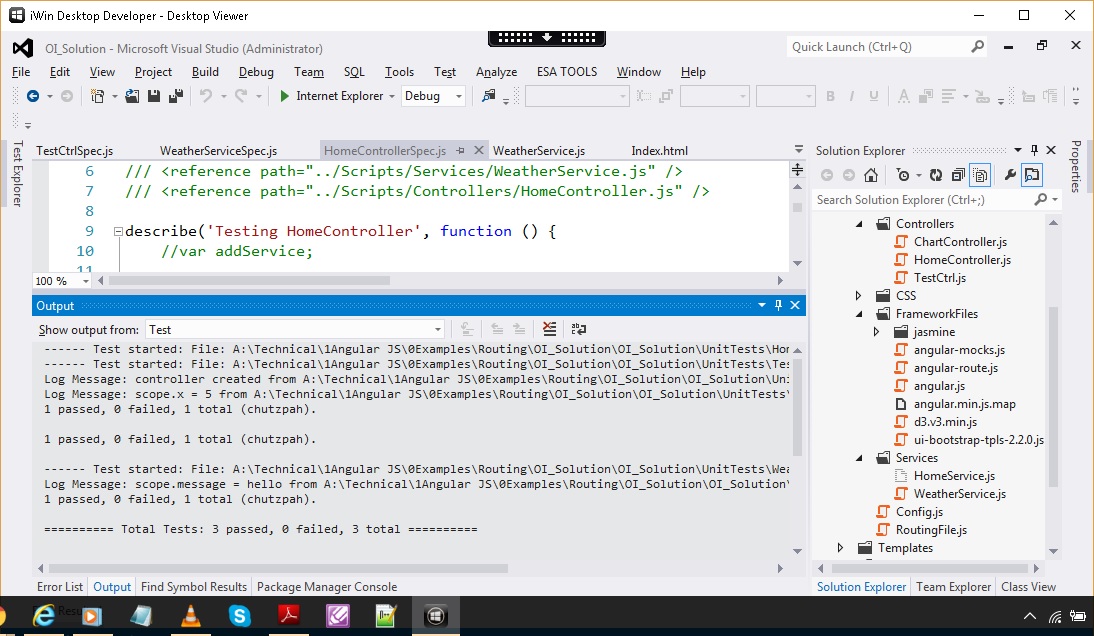 iWin Desktop Developer - Desktop Viewer
OI_Solution - Microsoft Visual Studio (Administrator)
Quick Launch (Ctrl+Q)
File Edit View Project Build Debug Team SQL Tools Test Analyze ESA TOOLS Window Help
Internet Explorer Debug
B I U A
Test Explorer
TestCtrlSpec.js WeatherServiceSpec.js HomeControllerSpec.js WeatherService.js Index.html
6 /// <reference path="../Scripts/Services/WeatherService.js" />
7 /// <reference path="../Scripts/Controllers/HomeController.js" />
8
9 describe('Testing HomeController', function () {
10 //var addService;
11
100 %
Output
Show output from: Test
------ Test started: File: A:\Technical\1Angular JS\0Examples\Routing\OI_Solution\OI_Solution\UnitTests\Hom
------ Test started: File: A:\Technical\1Angular JS\0Examples\Routing\OI_Solution\OI_Solution\UnitTests\Tes
Log Message: controller created from A:\Technical\1Angular JS\0Examples\Routing\OI_Solution\OI_Solution\Uni
Log Message: scope.x = 5 from A:\Technical\1Angular JS\0Examples\Routing\OI_Solution\OI_Solution\UnitTests\
1 passed, 0 failed, 1 total (chutzpah).
1 passed, 0 failed, 1 total (chutzpah).
------ Test started: File: A:\Technical\1Angular JS\0Examples\Routing\OI_Solution\OI_Solution\UnitTests\Wea
Log Message: scope.message = hello from A:\Technical\1Angular JS\0Examples\Routing\OI_Solution\OI_Solution\
1 passed, 0 failed, 1 total (chutzpah).
========== Total Tests: 3 passed, 0 failed, 3 total ==========
Error List Output Find Symbol Results Package Manager Console
Solution Explorer
Properties
Search Solution Explorer (Ctrl+;)
Controllers
ChartController.js
HomeController.js
TestCtrl.js
CSS
FrameworkFiles
jasmine
angular-mocks.js
angular-route.js
angular.js
angular.min.js.map
d3.v3.min.js
ui-bootstrap-tpls-2.2.0.js
Services
HomeService.js
WeatherService.js
Config.js
RoutingFile.js
Templates
Solution Explorer Team Explorer Class View